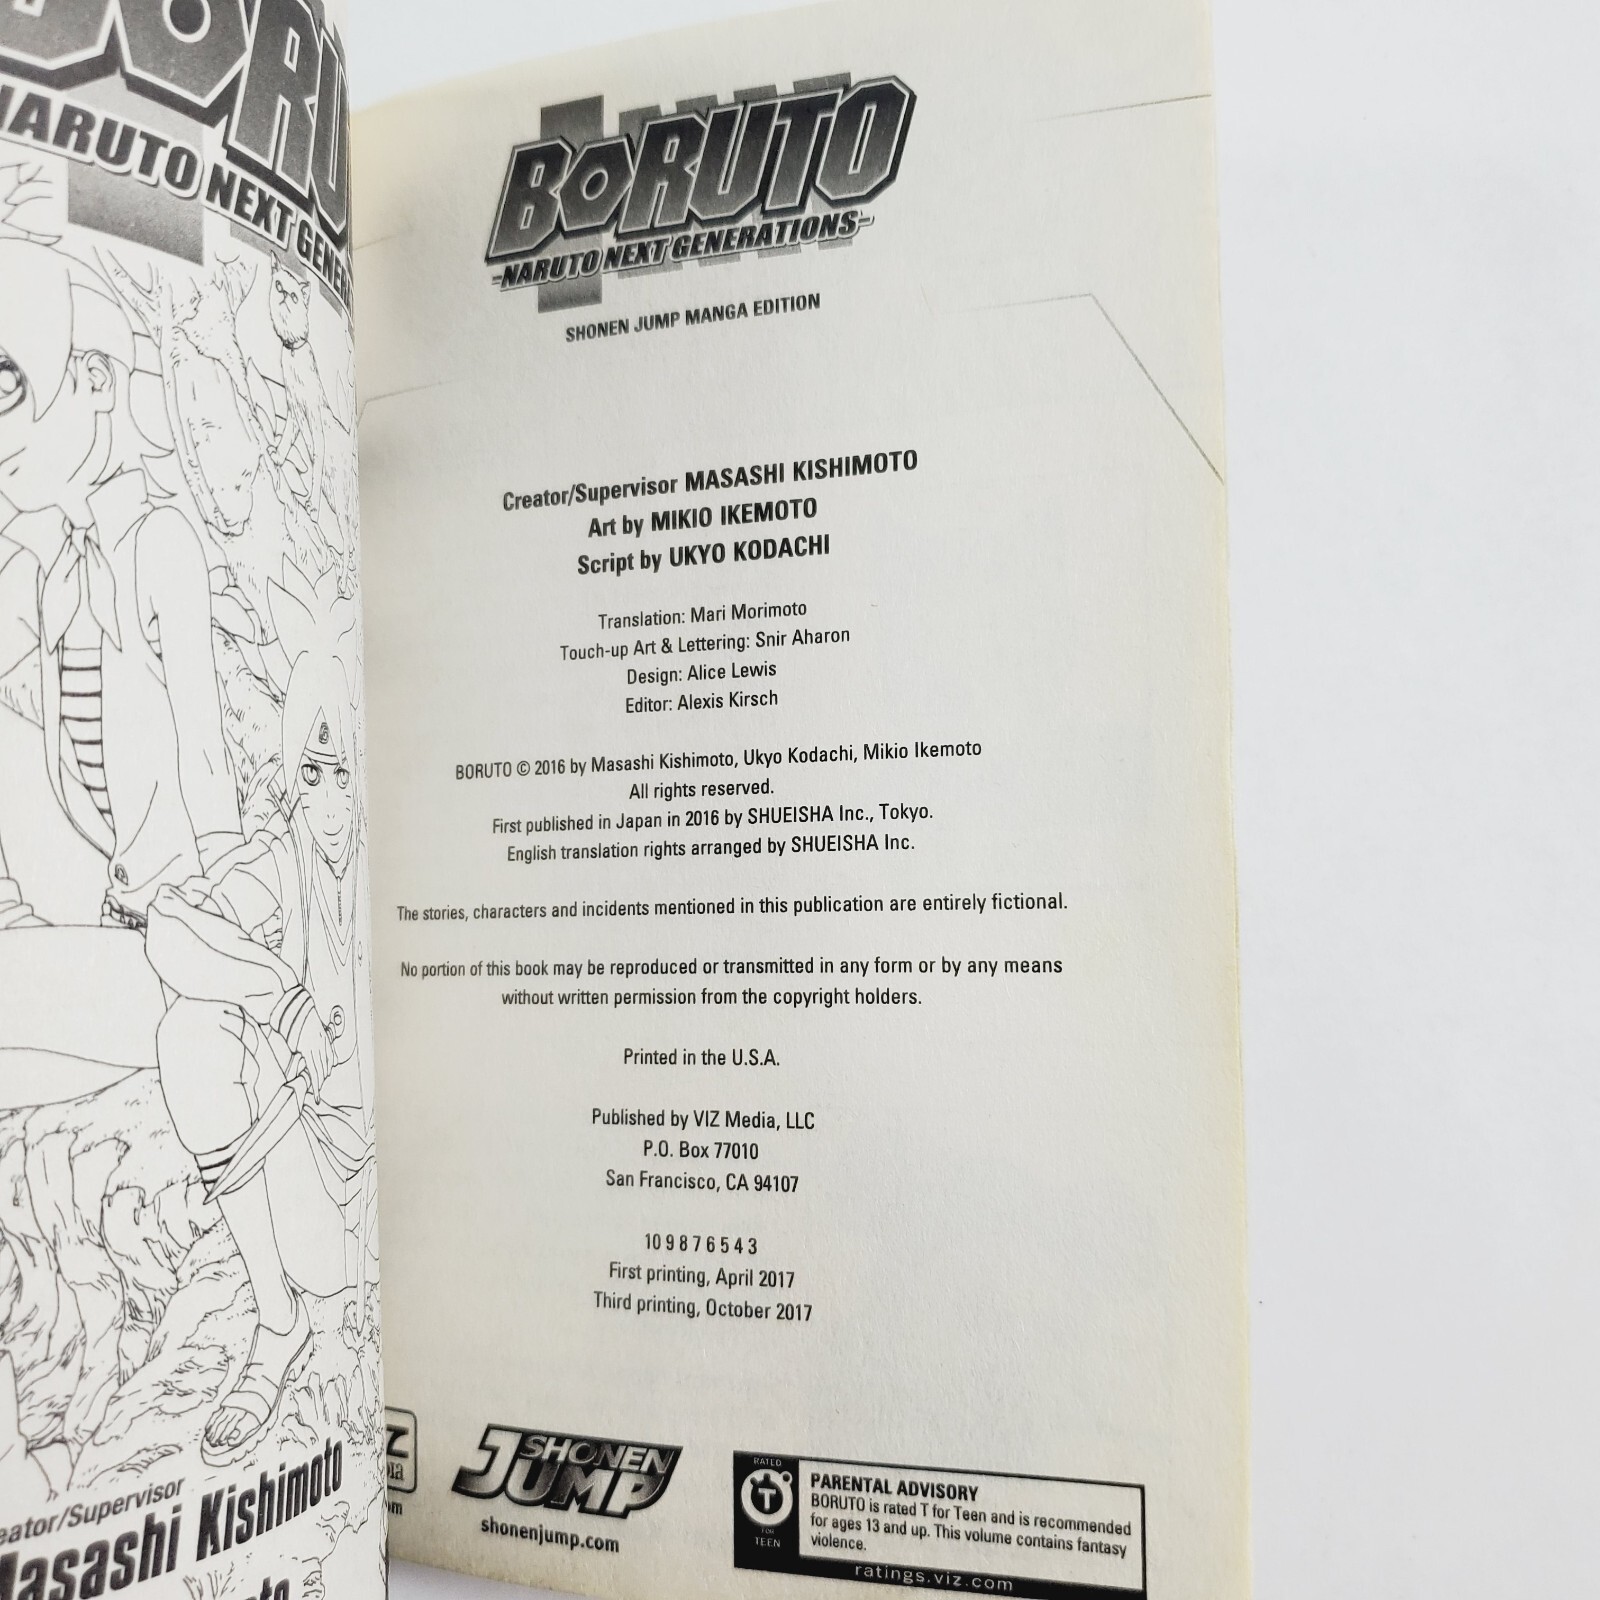 BORU
NARUTO NEXT GENER
eator/Supervisor
Masashi Kishimoto
BORUTO
-NARUTO NEXT GENERATIONS-
SHONEN JUMP MANGA EDITION
Creator/Supervisor MASASHI KISHIMOTO
Art by MIKIO IKEMOTO
Script by UKYO KODACHI
Translation: Mari Morimoto
Touch-up Art & Lettering: Snir Aharon
Design: Alice Lewis
Editor: Alexis Kirsch
BORUTO © 2016 by Masashi Kishimoto, Ukyo Kodachi, Mikio Ikemoto
All rights reserved.
First published in Japan in 2016 by SHUEISHA Inc., Tokyo.
English translation rights arranged by SHUEISHA Inc.
The stories, characters and incidents mentioned in this publication are entirely fictional.
No portion of this book may be reproduced or transmitted in any form or by any means
without written permission from the copyright holders.
Printed in the U.S.A.
Published by VIZ Media, LLC
P.O. Box 77010
San Francisco, CA 94107
10 9 8 7 6 5 4 3
First printing, April 2017
Third printing, October 2017
SHONEN
JUMP
shonenjump.com
RATED
T
FOR
TEEN
PARENTAL ADVISORY
BORUTO is rated T for Teen and is recommended
for ages 13 and up. This volume contains fantasy
violence.
ratings.viz.com